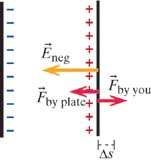 E⃗neg
F⃗by plate
F⃗by you
Δs